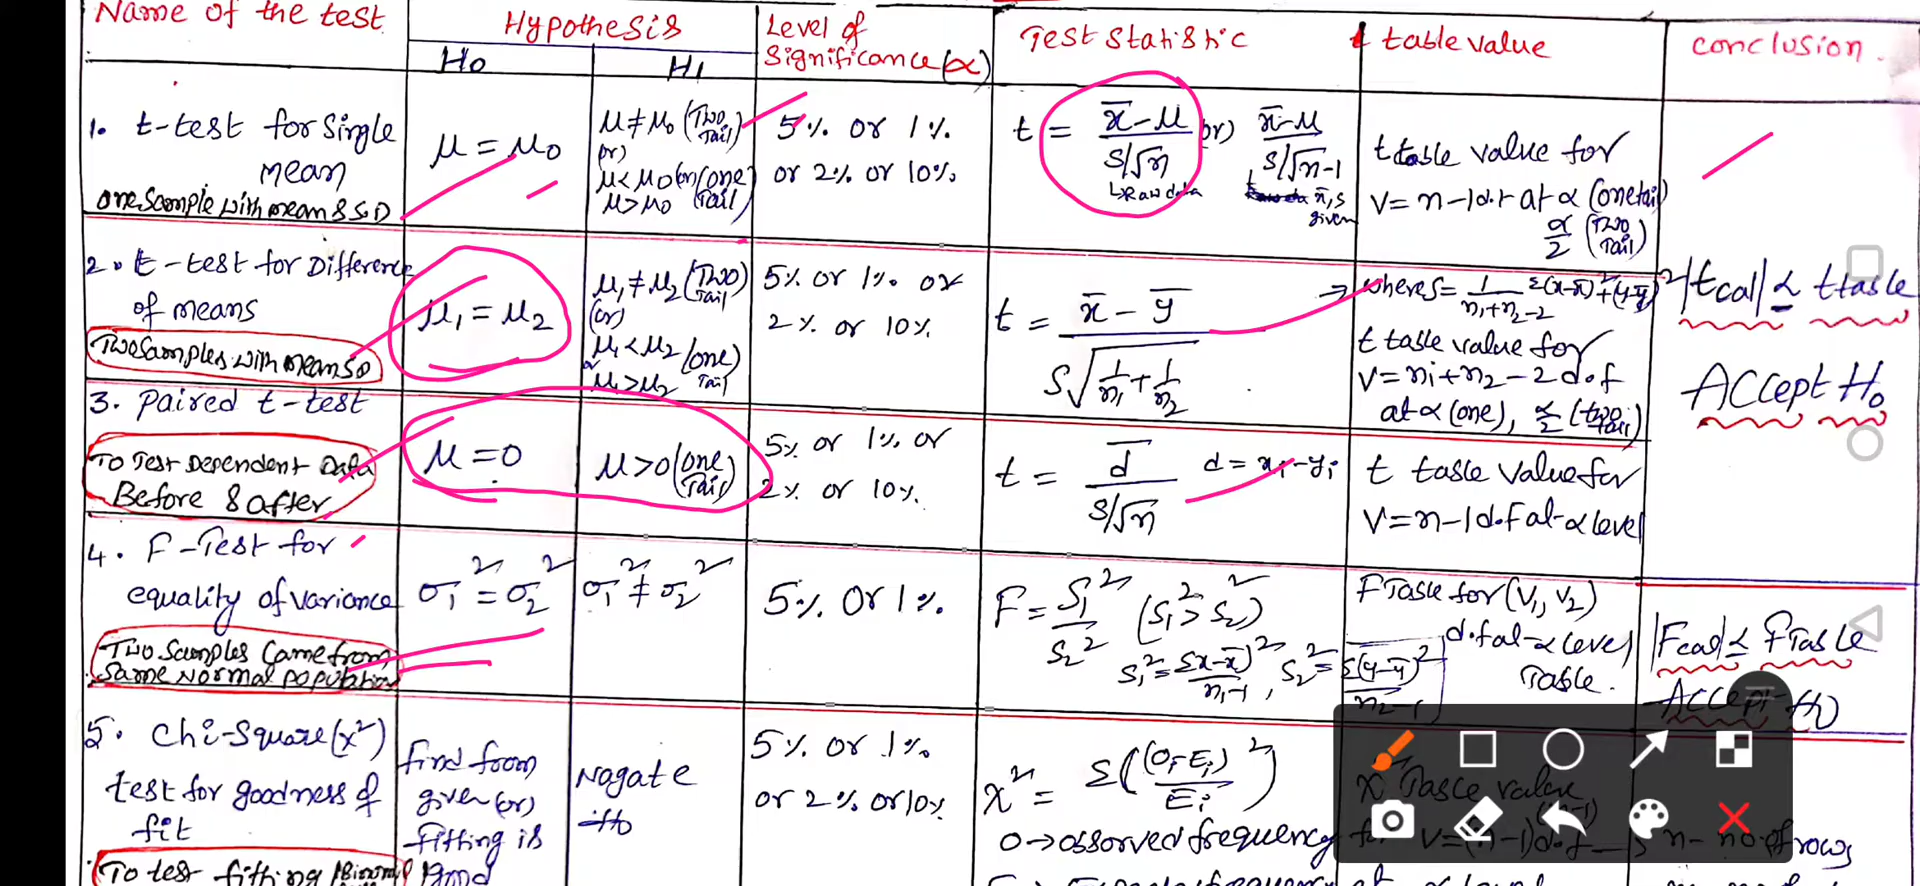 Name of the test
Hypothesis
H₀
H₁
Level of
Significance(α)
Test Statistic
t table value
conclusion.
1. t-test for Single
mean
one Sample with mean & S.D
μ = μ₀
μ ≠ μ₀ (Two
Tail)
(or)
μ < μ₀ (or) (one
μ > μ₀ Tail)
5% or 1%
or 2% or 10%
t = x̄-μ / S/√n (or) x̄-μ / S/√n-1
↳Raw data
x̄, s
given
t table value for
V = n-1 d.f at α (one tail)
α/2 (Two
Tail)
2. t-test for Difference
of means
Two Samples with mean SD
μ₁ = μ₂
μ₁ ≠ μ₂ (Two
Tail)
(or)
μ₁ < μ₂ (one
μ₁ > μ₂ Tail)
5% or 1% or
2% or 10%
t = x̄ - ȳ / S√1/n₁ + 1/n₂
→ where S = 1/n₁+n₂-2 Σ(x-x̄)²+(y-ȳ)²
t table value for
V = n₁+n₂-2 d.f
at α (one), α/2 (two
Tail)
|tcal| ≤ ttable
Accept H₀
3. Paired t-test
To Test Dependent Data
Before & after
μ = 0
μ > 0 (one
Tail)
5% or 1% or
2% or 10%
t = d̄ / S/√n d = xᵢ - yᵢ
t table value for
V = n-1 d.f at α level
4. F-Test for
equality of variance
Two Samples Came from
Same Normal population
σ₁² = σ₂²
σ₁² ≠ σ₂²
5% or 1%
F = S₁²/S₂² (S₁² > S₂²)
S₁² = Σ(x-x̄)²/n₁-1, S₂² = Σ(y-ȳ)²/n₂-1
F Table for (V₁, V₂)
d.f at α level
Table.
|Fcal| ≤ FTable
Accept H₀
5. Chi-Square (χ²)
test for goodness of
fit
To test fitting Binomial
find from
given (or)
fitting is
good
Nagate
H₀
5% or 1%
or 2% or 10%
χ² = Σ((Oᵢ-Eᵢ)²/Eᵢ)
O → observed frequency
χ² Table value
V = (n-1) d.f
n - no. of rows